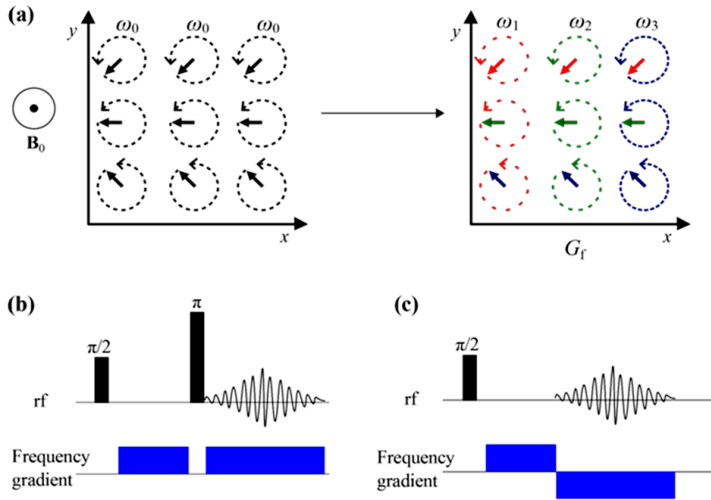 (a)
y ω0 ω0 ω0
B0
x
y ω1 ω2 ω3
x
Gf
(b)
π
π/2
rf
Frequency
gradient
(c)
π/2
rf
Frequency
gradient